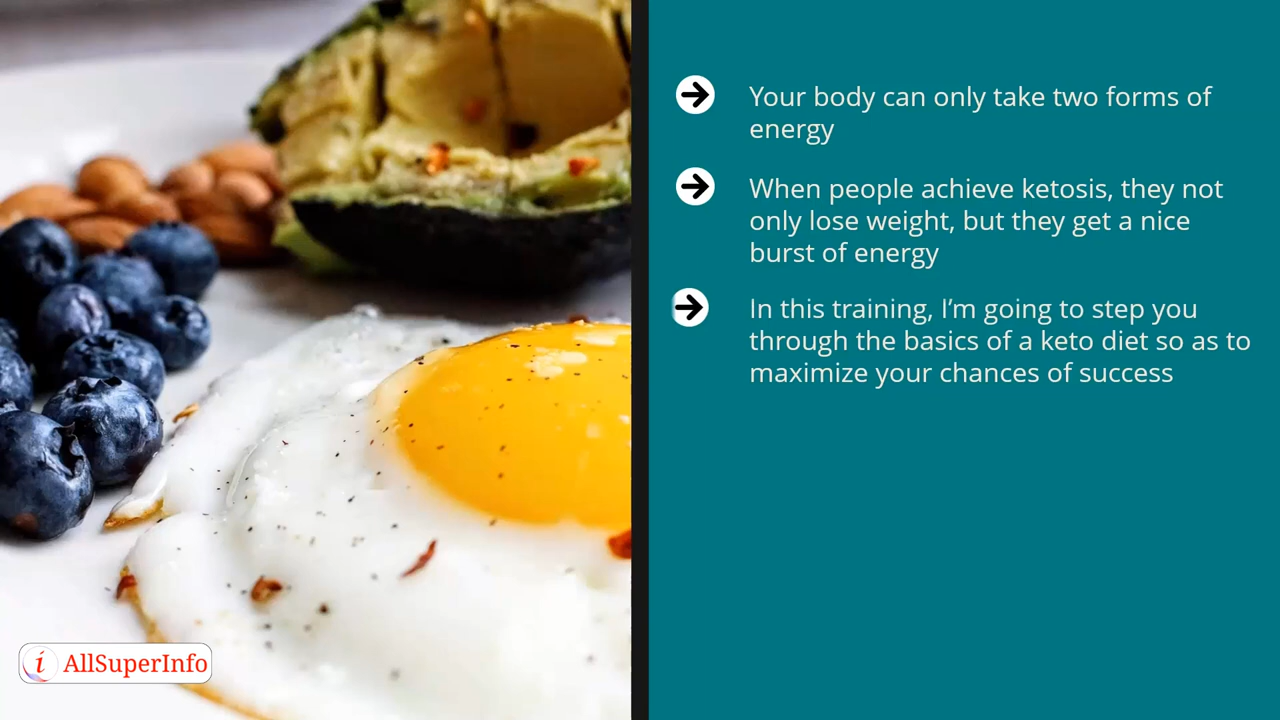 Your body can only take two forms of
energy
When people achieve ketosis, they not
only lose weight, but they get a nice
burst of energy
In this training, I’m going to step you
through the basics of a keto diet so as to
maximize your chances of success
i AllSuperInfo